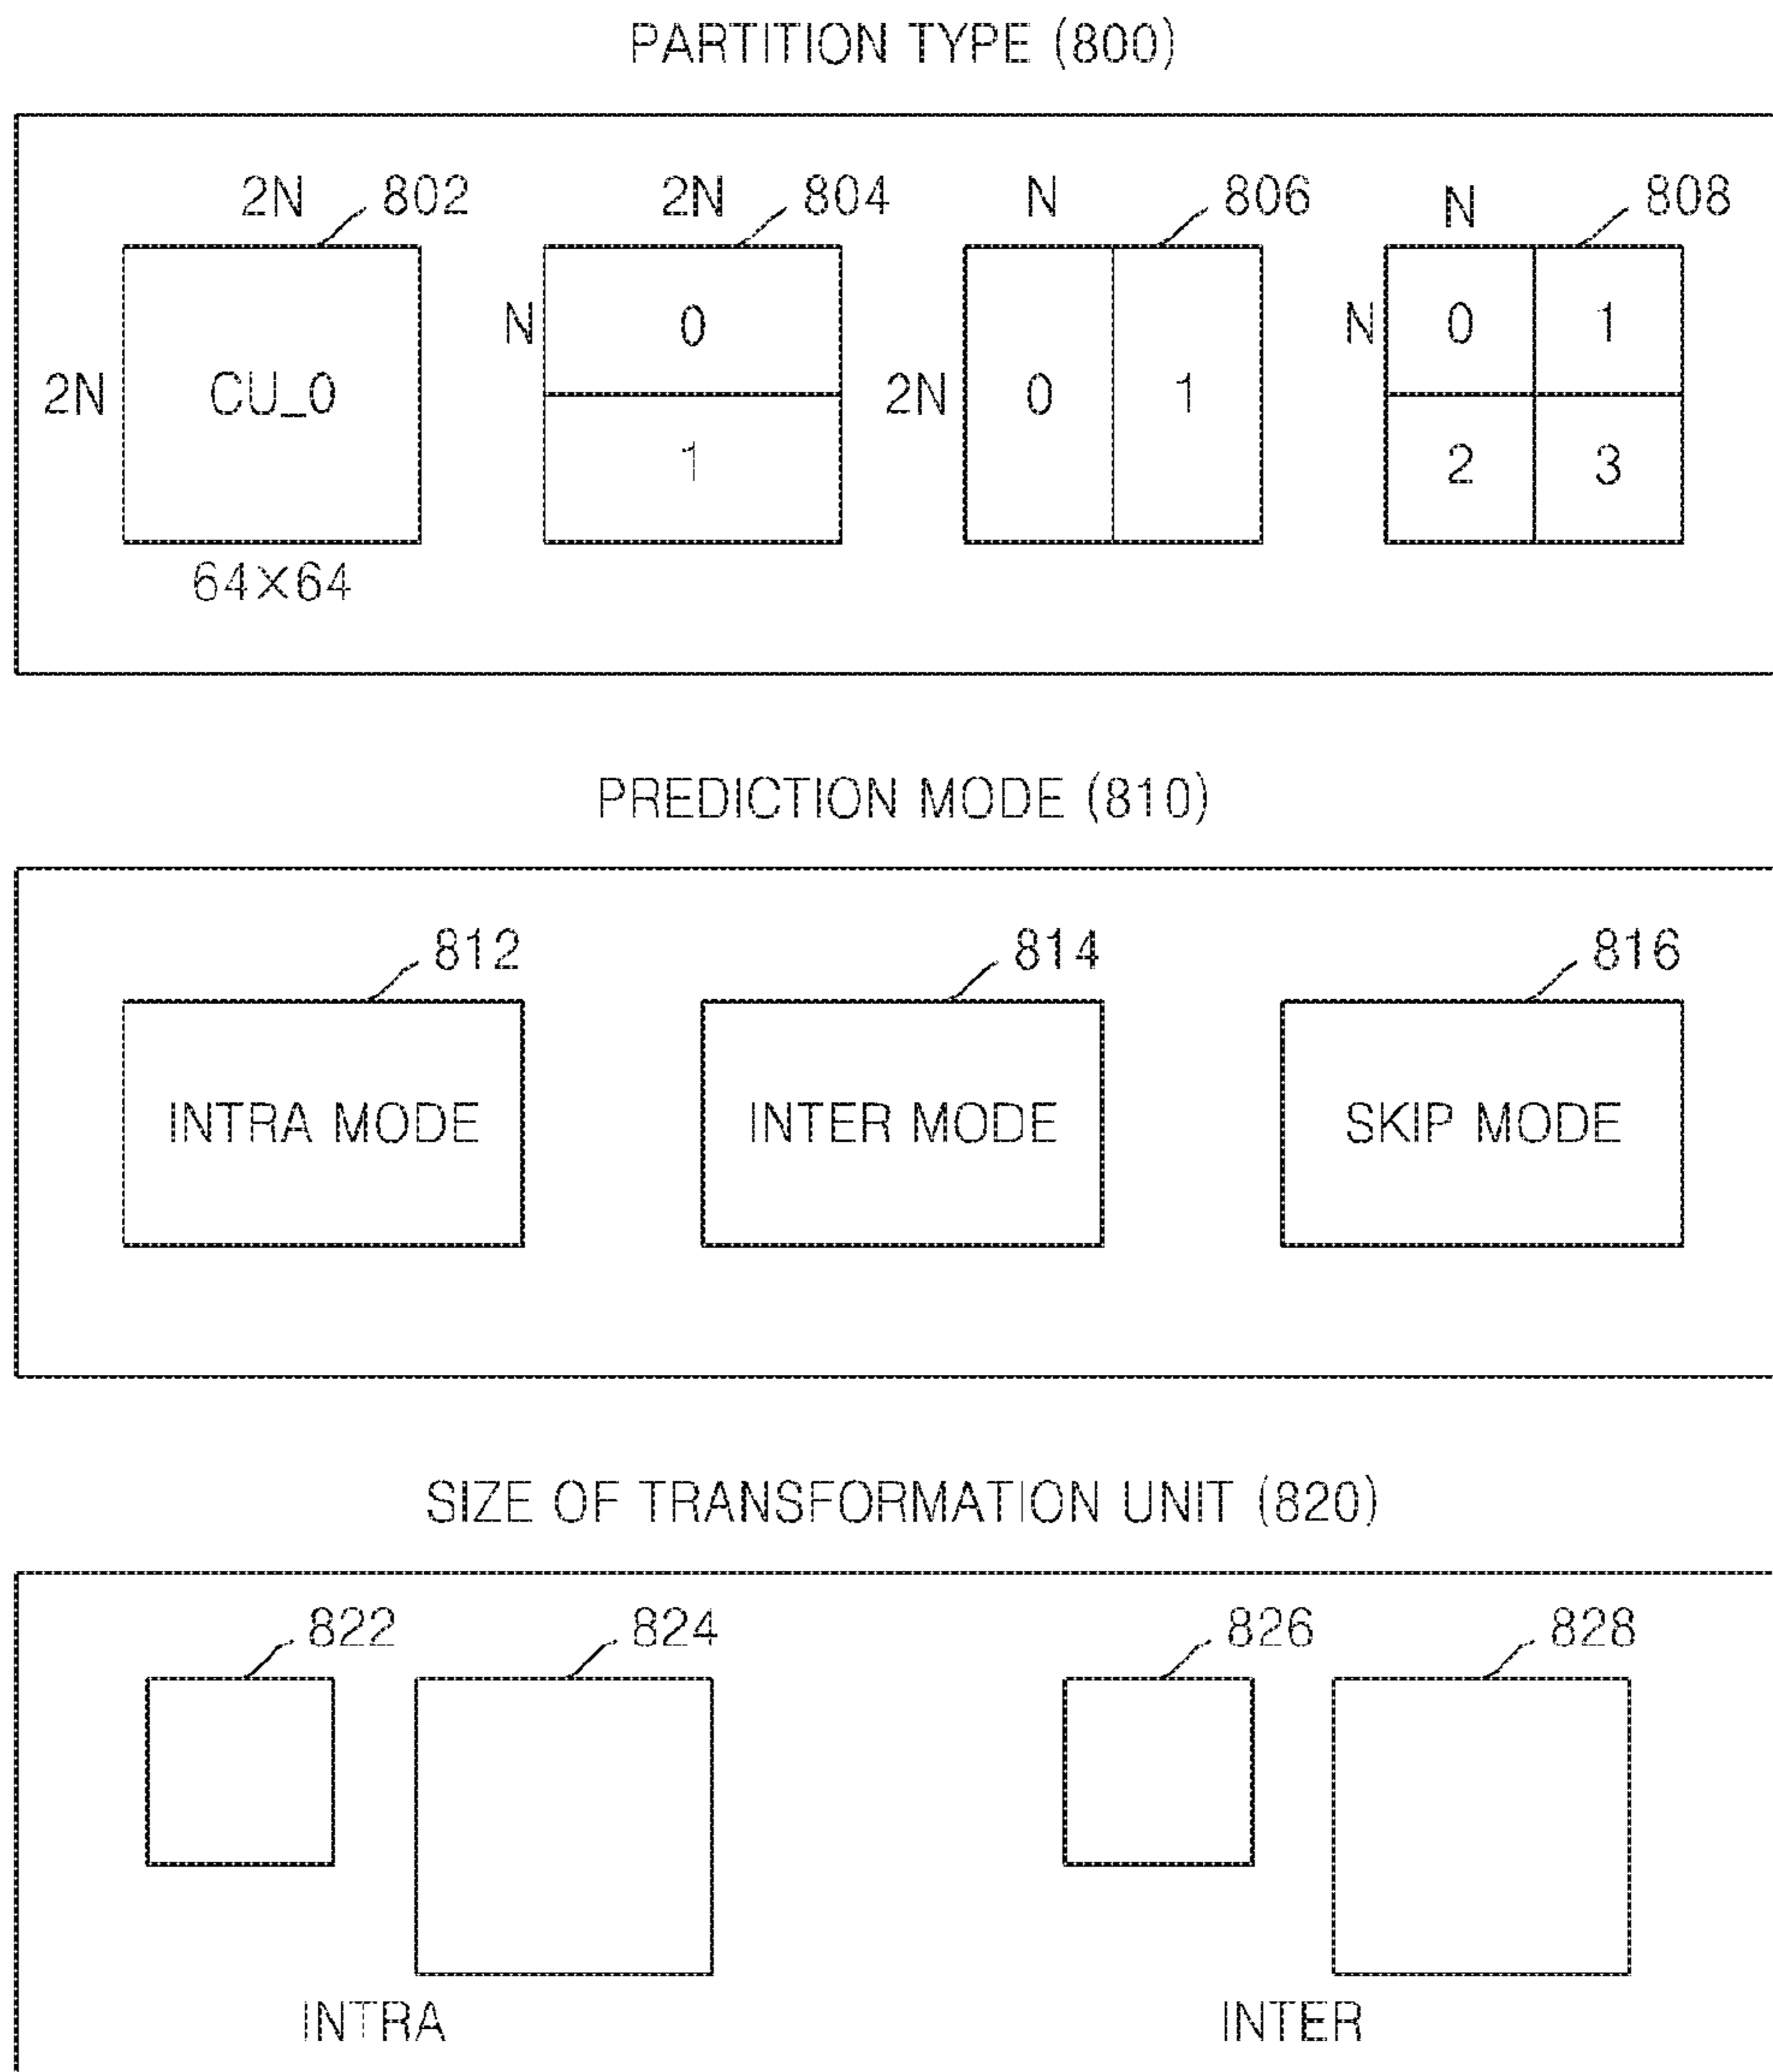 PARTITION TYPE (800)
2N 802 2N 804 N 806 N 808
N 0 N 0 1
2N CU_0 2N 0 1
1 2 3
64×64
PREDICTION MODE (810)
812 814 816
INTRA MODE INTER MODE SKIP MODE
SIZE OF TRANSFORMATION UNIT (820)
822 824 826 828
INTRA INTER